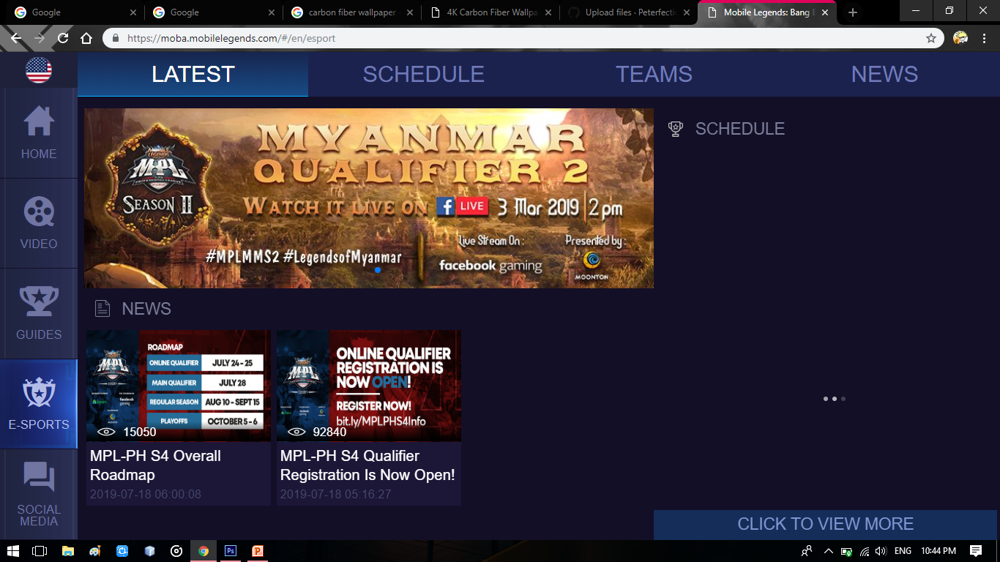 Google
Google
carbon fiber wallpaper
4K Carbon Fiber Wallpa
Upload files · Peterfectio
Mobile Legends: Bang B
https://moba.mobilelegends.com/#/en/esport
LATEST
SCHEDULE
TEAMS
NEWS
HOME
VIDEO
GUIDES
E-SPORTS
SOCIAL
MEDIA
MPL
SEASON II
MYANMAR
QUALIFIER 2
WATCH IT LIVE ON f LIVE 3 Mar 2019 2 pm
Live Stream On :
Presented by :
#MPLMMS2 #LegendsofMyanmar
facebook gaming
MOONTON
SCHEDULE
NEWS
MPL
ROADMAP
ONLINE QUALIFIER JULY 24 - 25
MAIN QUALIFIER JULY 28
REGULAR SEASON AUG 10 - SEPT 15
PLAYOFFS OCTOBER 5 - 6
15050
MPL-PH S4 Overall
Roadmap
2019-07-18 06:00:08
MPL
ONLINE QUALIFIER
REGISTRATION IS
NOW OPEN!
REGISTER NOW!
bit.ly/MPLPHS4Info
92840
MPL-PH S4 Qualifier
Registration Is Now Open!
2019-07-18 05:16:27
CLICK TO VIEW MORE
Ps
P
ENG
10:44 PM